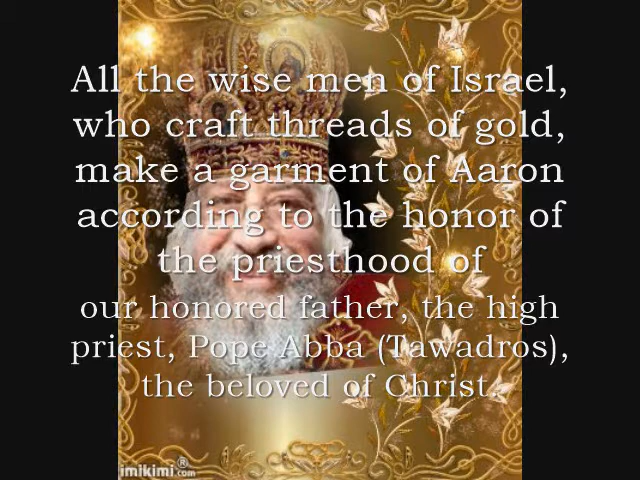 All the wise men of Israel,
who craft threads of gold,
make a garment of Aaron
according to the honor of
the priesthood of
our honored father, the high
priest, Pope Abba (Tawadros),
the beloved of Christ.
imikimi®.com